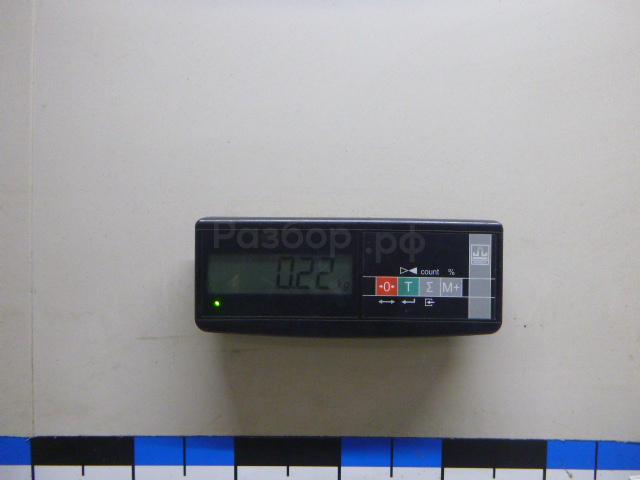 Разбор.рф
0.22 kg
count %
→0← T Σ M+